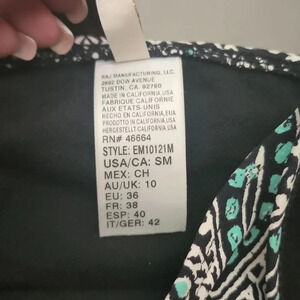 RAJ MANUFACTURING, LLC.
2692 DOW AVENUE
TUSTIN, CA. 92780
MADE IN CALIFORNIA, USA
FABRIQUE CALIFORNIA
AUX ETATS-UNIS
HECHO EN CALIFORNIA, EUA
PRODOTTO IN CALIFORNIA, USA
HERGESTELLT CALIFORNIA, USA
RN# 46664
STYLE: EM10121M
USA/CA: SM
MEX: CH
AU/UK: 10
EU: 36
FR: 38
ESP: 40
IT/GER: 42